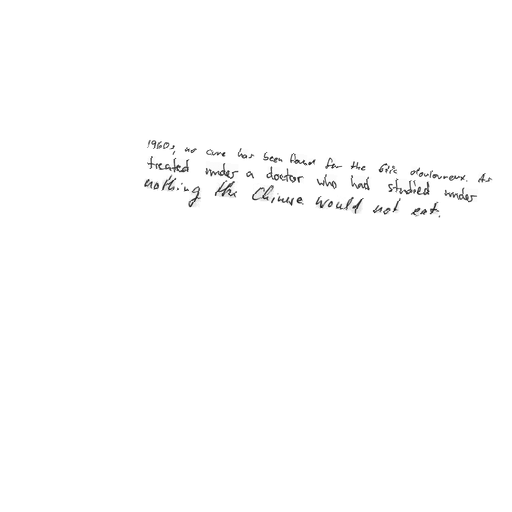 1960s, no cure has been found for the tic douloureux. As
treated under a doctor who had studied under
nothing the Chinese would not eat.